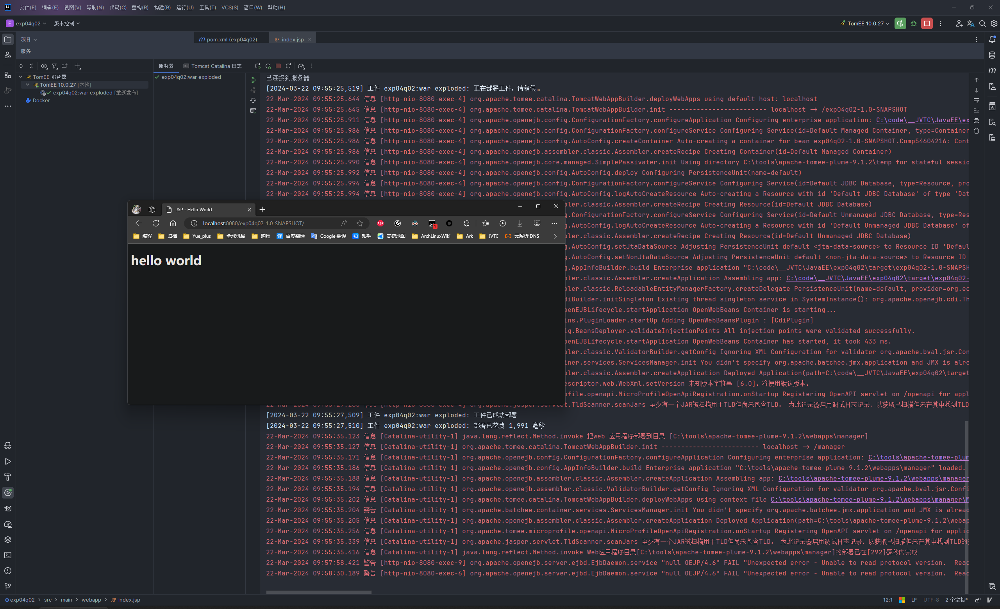 文件(F) 编辑(E) 视图(V) 导航(N) 代码(C) 重构(R) 构建(B) 运行(U) 工具(T) VCS(S) 窗口(W) 帮助(H)
E exp04q02 版本控制 TomEE 10.0.27
项目 pom.xml (exp04q02) index.jsp
服务
服务器 Tomcat Catalina 日志
TomEE 服务器
TomEE 10.0.27 [本地]
exp04q02:war exploded [重新发布]
Docker
exp04q02:war exploded
已连接到服务器
[2024-03-22 09:55:25,519] 工件 exp04q02:war exploded: 正在部署工件，请稍候…
22-Mar-2024 09:55:25.644 信息 [http-nio-8080-exec-4] org.apache.tomee.catalina.TomcatWebAppBuilder.deployWebApps using default host: localhost
22-Mar-2024 09:55:25.645 信息 [http-nio-8080-exec-4] org.apache.tomee.catalina.TomcatWebAppBuilder.init ------------------------- localhost -> /exp04q02-1.0-SNAPSHOT
22-Mar-2024 09:55:25.911 信息 [http-nio-8080-exec-4] org.apache.openejb.config.ConfigurationFactory.configureApplication Configuring enterprise application: C:\code\__JVTC\JavaEE\ex
22-Mar-2024 09:55:25.986 信息 [http-nio-8080-exec-4] org.apache.openejb.config.ConfigurationFactory.configureService Configuring Service(id=Default Managed Container, type=Container
22-Mar-2024 09:55:25.986 信息 [http-nio-8080-exec-4] org.apache.openejb.config.AutoConfig.createContainer Auto-creating a container for bean exp04q02-1.0-SNAPSHOT.Comp54604216: Cont
22-Mar-2024 09:55:25.986 信息 [http-nio-8080-exec-4] org.apache.openejb.assembler.classic.Assembler.createRecipe Creating Container(id=Default Managed Container)
22-Mar-2024 09:55:25.990 信息 [http-nio-8080-exec-4] org.apache.openejb.core.managed.SimplePassivater.init Using directory C:\tools\apache-tomee-plume-9.1.2\temp for stateful sessio
22-Mar-2024 09:55:25.992 信息 [http-nio-8080-exec-4] org.apache.openejb.config.AutoConfig.deploy Configuring PersistenceUnit(name=default)
22-Mar-2024 09:55:25.994 信息 [http-nio-8080-exec-4] org.apache.openejb.config.ConfigurationFactory.configureService Configuring Service(id=Default JDBC Database, type=Resource, pro
22-Mar-2024 09:55:25.994 信息 [http-nio-8080-exec-4] org.apache.openejb.config.AutoConfig.logAutoCreateResource Auto-creating a Resource with id 'Default JDBC Database' of type 'Dat
bler.classic.Assembler.createRecipe Creating Resource(id=Default JDBC Database)
g.ConfigurationFactory.configureService Configuring Service(id=Default Unmanaged JDBC Database, type=Res
g.AutoConfig.logAutoCreateResource Auto-creating a Resource with id 'Default Unmanaged JDBC Database' of
bler.classic.Assembler.createRecipe Creating Resource(id=Default Unmanaged JDBC Database)
g.AutoConfig.setJtaDataSource Adjusting PersistenceUnit default <jta-data-source> to Resource ID 'Defaul
g.AutoConfig.setNonJtaDataSource Adjusting PersistenceUnit default <non-jta-data-source> to Resource ID
g.AppInfoBuilder.build Enterprise application "C:\code\__JVTC\JavaEE\exp04q02\target\exp04q02-1.0-SNAPSH
bler.classic.Assembler.createApplication Assembling app: C:\code\__JVTC\JavaEE\exp04q02\target\exp04q02-
bler.classic.ReloadableEntityManagerFactory.createDelegate PersistenceUnit(name=default, provider=org.ec
diBuilder.initSingleton Existing thread singleton service in SystemInstance(): org.apache.openejb.cdi.Th
penEJBLifecycle.startApplication OpenWebBeans Container is starting...
ins.PluginLoader.startUp Adding OpenWebBeansPlugin : [CdiPlugin]
ig.BeansDeployer.validateInjectionPoints All injection points were validated successfully.
penEJBLifecycle.startApplication OpenWebBeans Container has started, it took 433 ms.
bler.classic.ValidatorBuilder.getConfig Ignoring XML Configuration for validator org.apache.bval.jsr.Con
iner.services.ServicesManager.init You didn't specify org.apache.batchee.jmx.application and JMX is alre
bler.classic.Assembler.createApplication Deployed Application(path=C:\code\__JVTC\JavaEE\exp04q02\target
escriptor.web.WebXml.setVersion 未知版本字符串 [6.0]。将使用默认版本。
ofile.openapi.MicroProfileOpenApiRegistration.onStartup Registering OpenAPI servlet on /openapi for appl
t.TldScanner.scanJars 至少有一个JAR被扫描用于TLD但尚未包含TLD。 为此记录器启用调试日志记录，以获取已扫描但未在其中找到TLD
JSP - Hello World
localhost:8080/exp04q02-1.0-SNAPSHOT/ ABP 1
编程 归档 Yue_plus 全球机械 购物 译 百度翻译 Google 翻译 知 知乎 高德地图 ArchLinuxWiki Ark JVTC 云解析 DNS
hello world
[2024-03-22 09:55:27,509] 工件 exp04q02:war exploded: 工件已成功部署
[2024-03-22 09:55:27,510] 工件 exp04q02:war exploded: 部署已花费 1,991 毫秒
22-Mar-2024 09:55:35.123 信息 [Catalina-utility-1] java.lang.reflect.Method.invoke 把web 应用程序部署到目录 [C:\tools\apache-tomee-plume-9.1.2\webapps\manager]
22-Mar-2024 09:55:35.127 信息 [Catalina-utility-1] org.apache.tomee.catalina.TomcatWebAppBuilder.init ------------------------- localhost -> /manager
22-Mar-2024 09:55:35.171 信息 [Catalina-utility-1] org.apache.openejb.config.ConfigurationFactory.configureApplication Configuring enterprise application: C:\tools\apache-tomee-plum
22-Mar-2024 09:55:35.186 信息 [Catalina-utility-1] org.apache.openejb.config.AppInfoBuilder.build Enterprise application "C:\tools\apache-tomee-plume-9.1.2\webapps\manager" loaded.
22-Mar-2024 09:55:35.188 信息 [Catalina-utility-1] org.apache.openejb.assembler.classic.Assembler.createApplication Assembling app: C:\tools\apache-tomee-plume-9.1.2\webapps\manager
22-Mar-2024 09:55:35.194 信息 [Catalina-utility-1] org.apache.openejb.assembler.classic.ValidatorBuilder.getConfig Ignoring XML Configuration for validator org.apache.bval.jsr.Confi
22-Mar-2024 09:55:35.202 信息 [Catalina-utility-1] org.apache.tomee.catalina.TomcatWebAppBuilder.deployWebApps using context file C:\tools\apache-tomee-plume-9.1.2\webapps\manager\M
22-Mar-2024 09:55:35.204 警告 [Catalina-utility-1] org.apache.batchee.container.services.ServicesManager.init You didn't specify org.apache.batchee.jmx.application and JMX is alread
22-Mar-2024 09:55:35.205 信息 [Catalina-utility-1] org.apache.openejb.assembler.classic.Assembler.createApplication Deployed Application(path=C:\tools\apache-tomee-plume-9.1.2\webap
22-Mar-2024 09:55:35.256 信息 [Catalina-utility-1] org.apache.tomee.microprofile.openapi.MicroProfileOpenApiRegistration.onStartup Registering OpenAPI servlet on /openapi for applic
22-Mar-2024 09:55:35.339 信息 [Catalina-utility-1] org.apache.jasper.servlet.TldScanner.scanJars 至少有一个JAR被扫描用于TLD但尚未包含TLD。 为此记录器启用调试日志记录，以获取已扫描但未在其中找到TLD的
22-Mar-2024 09:55:35.416 信息 [Catalina-utility-1] java.lang.reflect.Method.invoke Web应用程序目录[C:\tools\apache-tomee-plume-9.1.2\webapps\manager]的部署已在[292]毫秒内完成
22-Mar-2024 09:57:58.421 警告 [http-nio-8080-exec-9] org.apache.openejb.server.ejbd.EjbDaemon.service "null OEJP/4.6" FAIL "Unexpected error - Unable to read protocol version.  Reac
22-Mar-2024 09:58:30.189 警告 [http-nio-8080-exec-6] org.apache.openejb.server.ejbd.EjbDaemon.service "null OEJP/4.6" FAIL "Unexpected error - Unable to read protocol version.  Reac
exp04q02 > src > main > webapp > index.jsp 12:1 LF UTF-8 2 个空格*